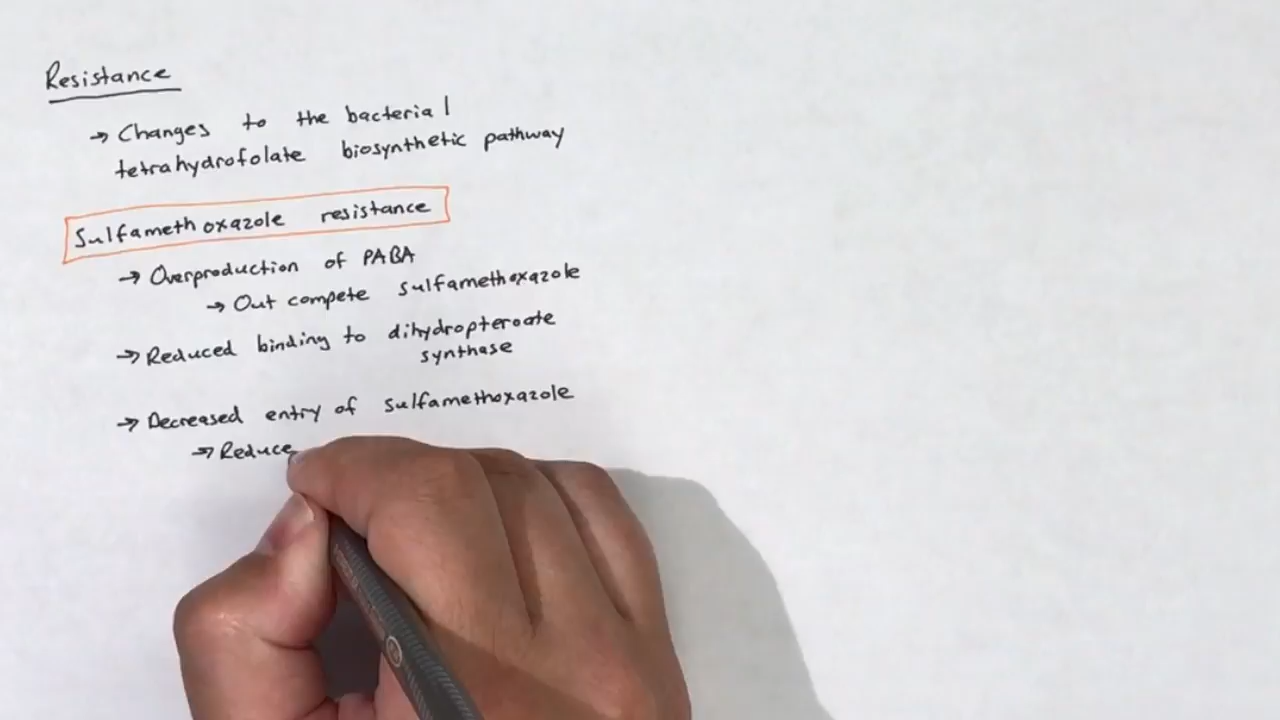 Resistance
→ Changes to the bacterial
tetrahydrofolate biosynthetic pathway
Sulfamethoxazole resistance
→ Overproduction of PABA
→ Out compete sulfamethoxazole
→ Reduced binding to dihydropteroate
synthase
→ Decreased entry of sulfamethoxazole
→ Reduce